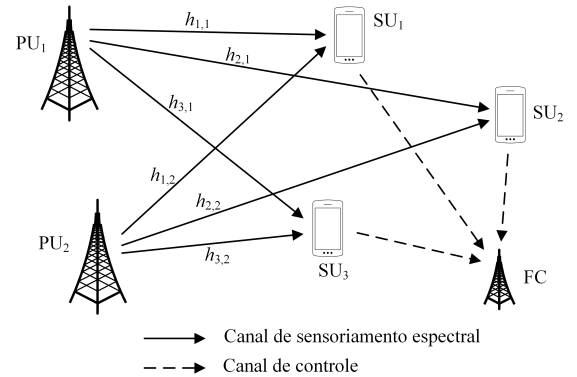 h1,1
SU1
PU1
h2,1
h3,1
SU2
h1,2
h2,2
PU2
h3,2
SU3
FC
Canal de sensoriamento espectral
Canal de controle